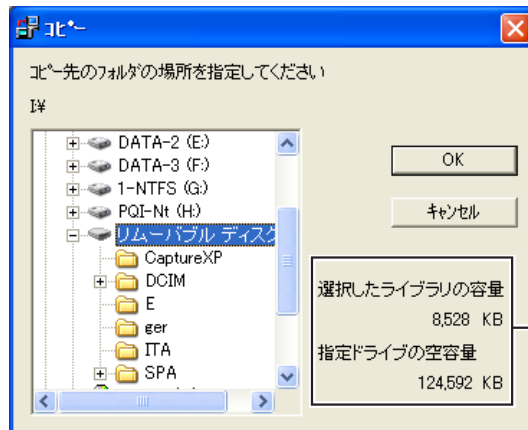 コピー
コピー先のフォルダの場所を指定してください
I:¥
DATA-2 (E:)
DATA-3 (F:)
1-NTFS (G:)
PQI-Nt (H:)
リムーバブル ディスク
CaptureXP
DCIM
E
ger
ITA
SPA
OK
キャンセル
選択したライブラリの容量
8,528 KB
指定ドライブの空容量
124,592 KB